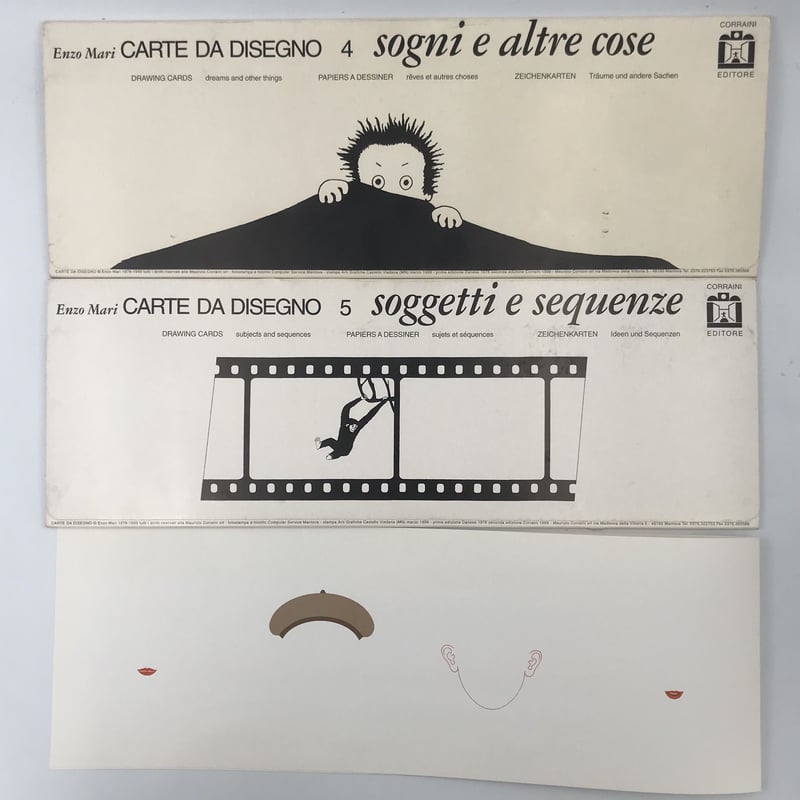 Enzo Mari CARTE DA DISEGNO 4 sogni e altre cose
CORRAINI
EDITORE
DRAWING CARDS dreams and other things PAPIERS A DESSINER rêves et autres choses ZEICHENKARTEN Träume und andere Sachen
Enzo Mari CARTE DA DISEGNO 5 soggetti e sequenze
CORRAINI
EDITORE
DRAWING CARDS subjects and sequences PAPIERS A DESSINER sujets et séquences ZEICHENKARTEN Ideen und Sequenzen